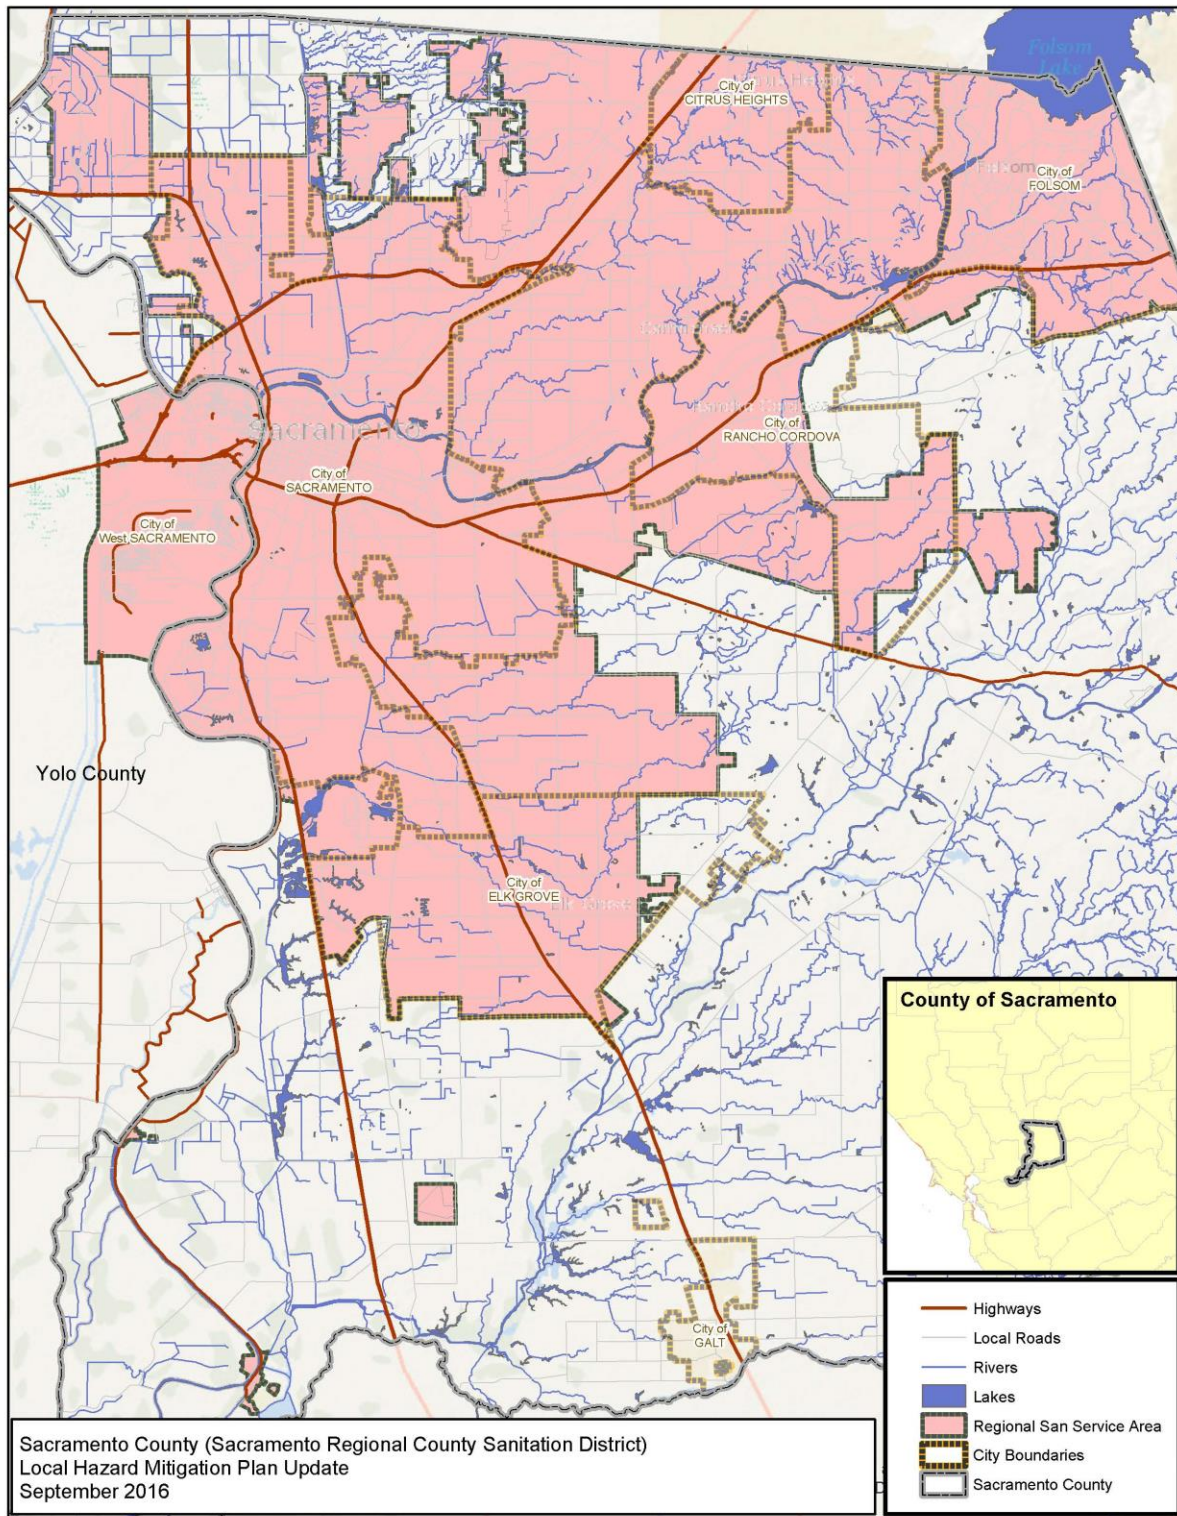 Folsom
Lake
City of
CITRUS HEIGHTS
City of
FOLSOM
Sacramento
City of
RANCHO CORDOVA
City of
SACRAMENTO
City of
West SACRAMENTO
Yolo County
City of
ELK GROVE
City of
GALT
County of Sacramento
Highways
Local Roads
Rivers
Lakes
Regional San Service Area
City Boundaries
Sacramento County
Sacramento County (Sacramento Regional County Sanitation District)
Local Hazard Mitigation Plan Update
September 2016